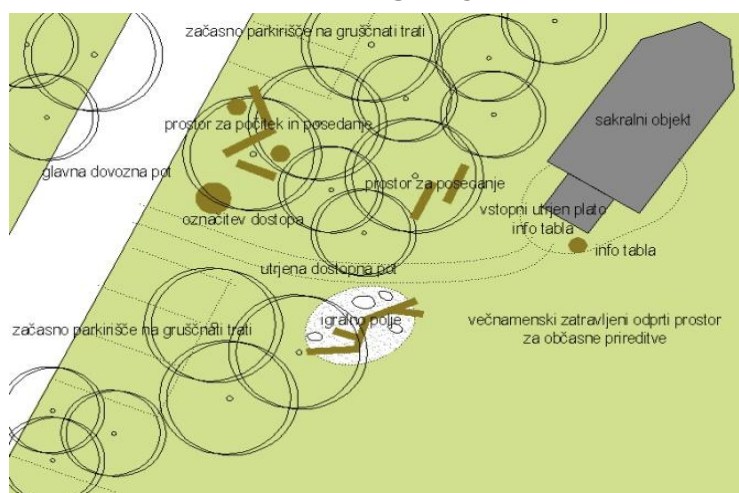 začasno parkirišče na gruščnati trati
prostor za počitek in posedanje
sakralni objekt
glavna dovozna pot
prostor za posedanje
označitev dostopa
vstopni utrjen plato
info tabla
info tabla
utrjena dostopna pot
igralno polje
začasno parkirišče na gruščnati trati
večnamenski zatravljeni odprti prostor
za občasne prireditve